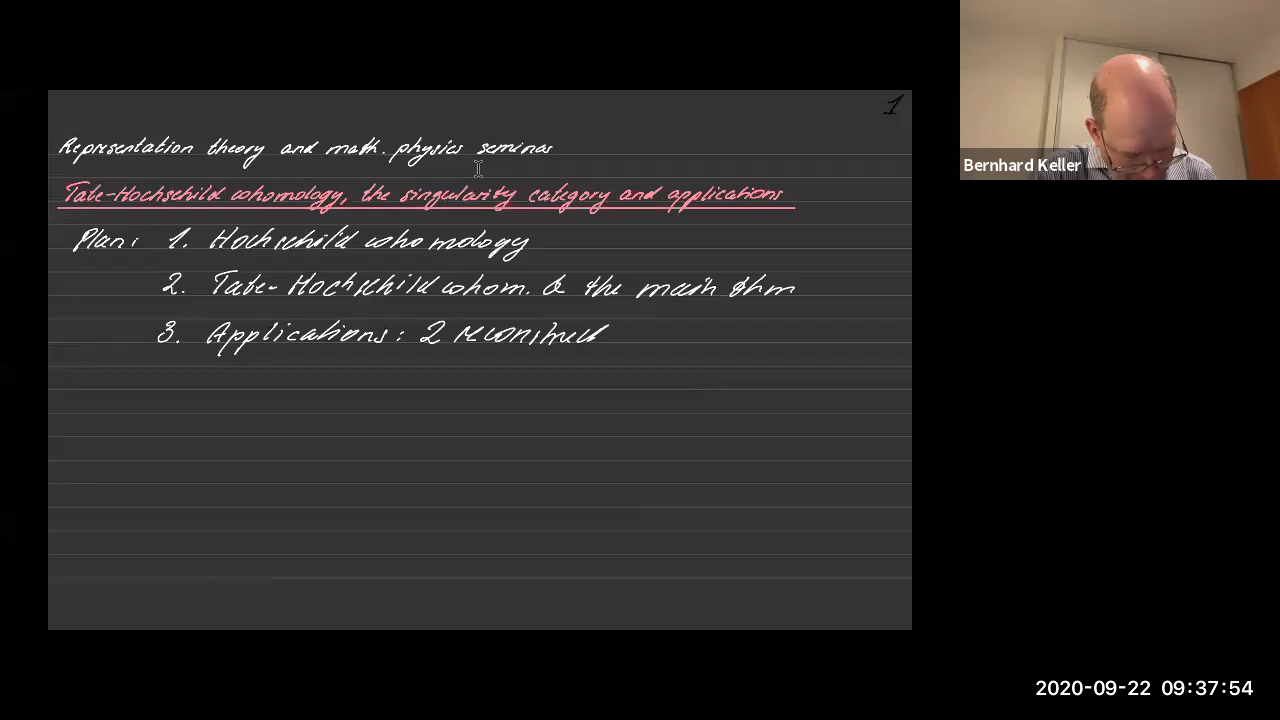 1
Representation theory and math. physics seminar
Tate-Hochschild cohomology, the singularity category and applications
Plan: 1. Hochschild cohomology
2. Tate-Hochschild cohom. & the main thm
3. Applications: 2 reconstruct
Bernhard Keller
2020-09-22 09:37:54